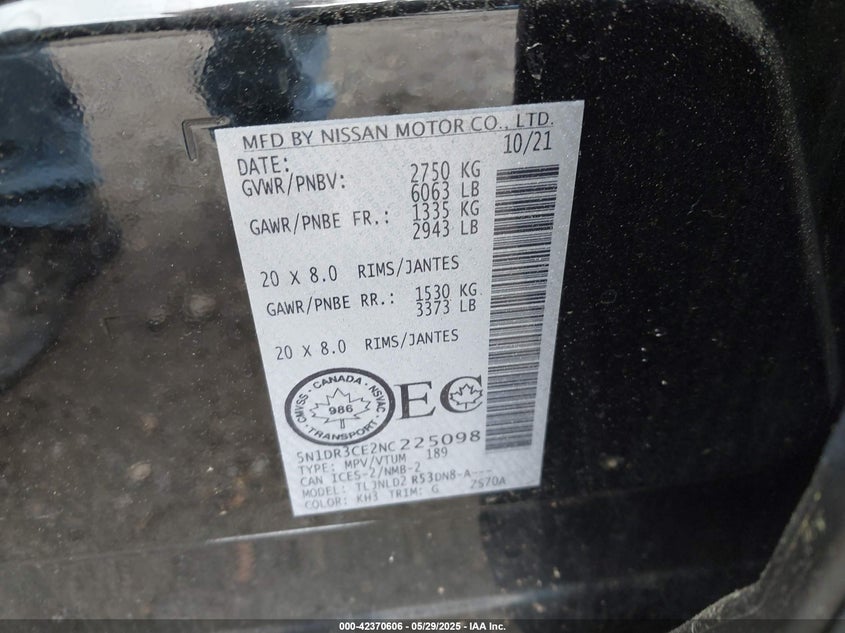 MFD BY NISSAN MOTOR CO., LTD.
DATE: 10/21
GVWR/PNBV: 2750 KG
6063 LB
GAWR/PNBE FR.: 1335 KG
2943 LB
20 X 8.0 RIMS/JANTES
GAWR/PNBE RR.: 1530 KG
3373 LB
20 X 8.0 RIMS/JANTES
CANADA
CMVSS NSVAC
986
TRANSPORT
EC
5N1DR3CE2NC225098
TYPE: MPV/VTUM 189
CAN ICES-2/NMB-2
MODEL: TLJNLD2 R53DN8-A---
COLOR: KH3 TRIM: G ZS70A
000-42370606 • 05/29/2025 • IAA Inc.